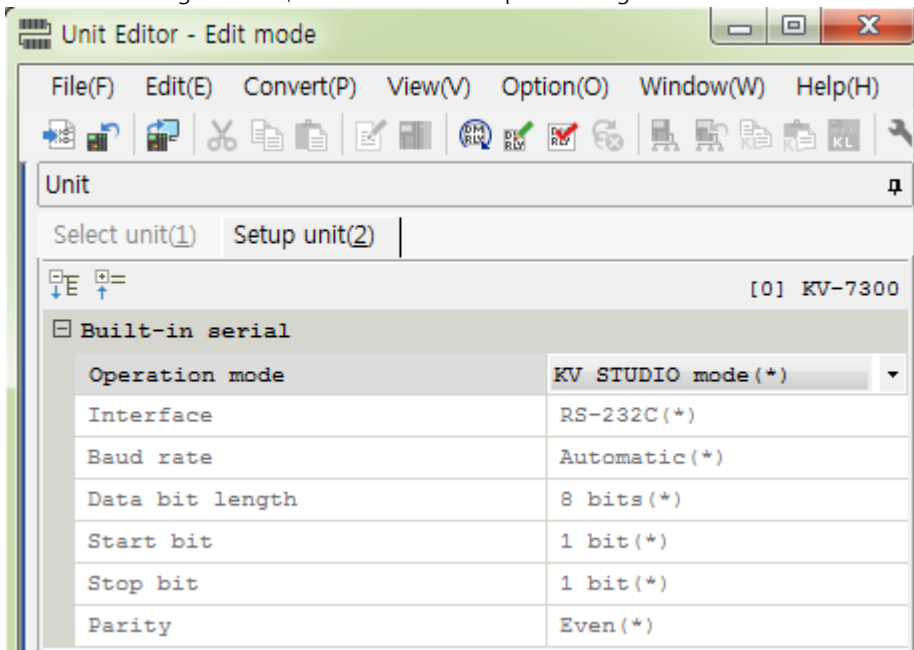 Unit Editor - Edit mode
File(F) Edit(E) Convert(P) View(V) Option(O) Window(W) Help(H)
Unit
Select unit(1) Setup unit(2)
[0] KV-7300
Built-in serial
Operation mode KV STUDIO mode(*)
Interface RS-232C(*)
Baud rate Automatic(*)
Data bit length 8 bits(*)
Start bit 1 bit(*)
Stop bit 1 bit(*)
Parity Even(*)